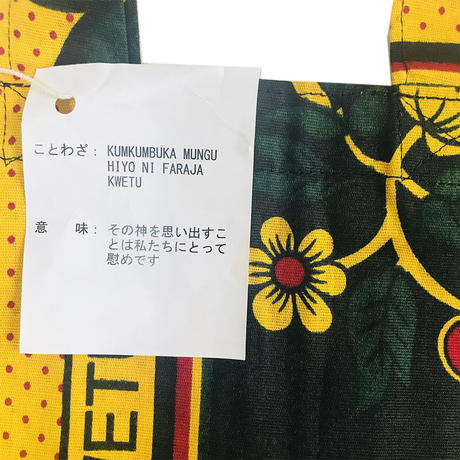 ことわざ： KUMKUMBUKA MUNGU
HIYO NI FARAJA
KWETU
意　　味： その神を思い出すこ
とは私たちにとって
慰めです
WETU